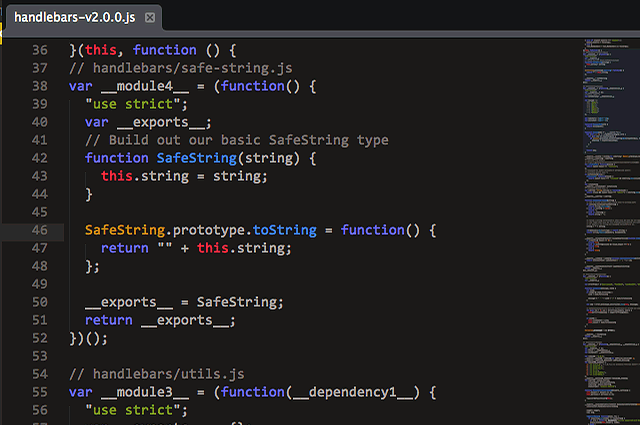 handlebars-v2.0.0.js
36 }(this, function () {
37 // handlebars/safe-string.js
38 var __module4__ = (function() {
39 "use strict";
40 var __exports__;
41 // Build out our basic SafeString type
42 function SafeString(string) {
43 this.string = string;
44 }
45
46 SafeString.prototype.toString = function() {
47 return "" + this.string;
48 };
49
50 __exports__ = SafeString;
51 return __exports__;
52 })();
53
54 // handlebars/utils.js
55 var __module3__ = (function(__dependency1__) {
56 "use strict";